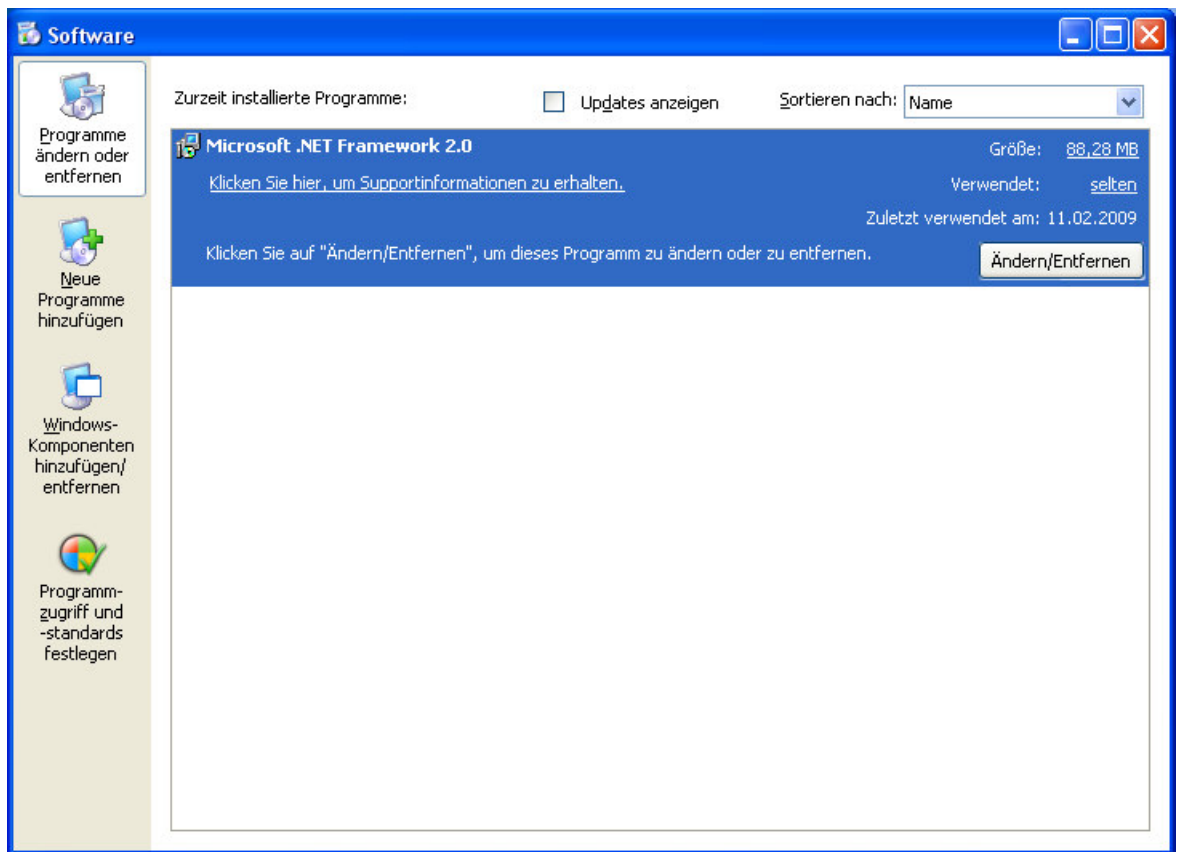 Software
Programme
ändern oder
entfernen
Neue
Programme
hinzufügen
Windows-
Komponenten
hinzufügen/
entfernen
Programm-
zugriff und
-standards
festlegen
Zurzeit installierte Programme:
Updates anzeigen
Sortieren nach:
Name
Microsoft .NET Framework 2.0
Größe: 88,28 MB
Klicken Sie hier, um Supportinformationen zu erhalten.
Verwendet: selten
Zuletzt verwendet am: 11.02.2009
Klicken Sie auf "Ändern/Entfernen", um dieses Programm zu ändern oder zu entfernen.
Ändern/Entfernen